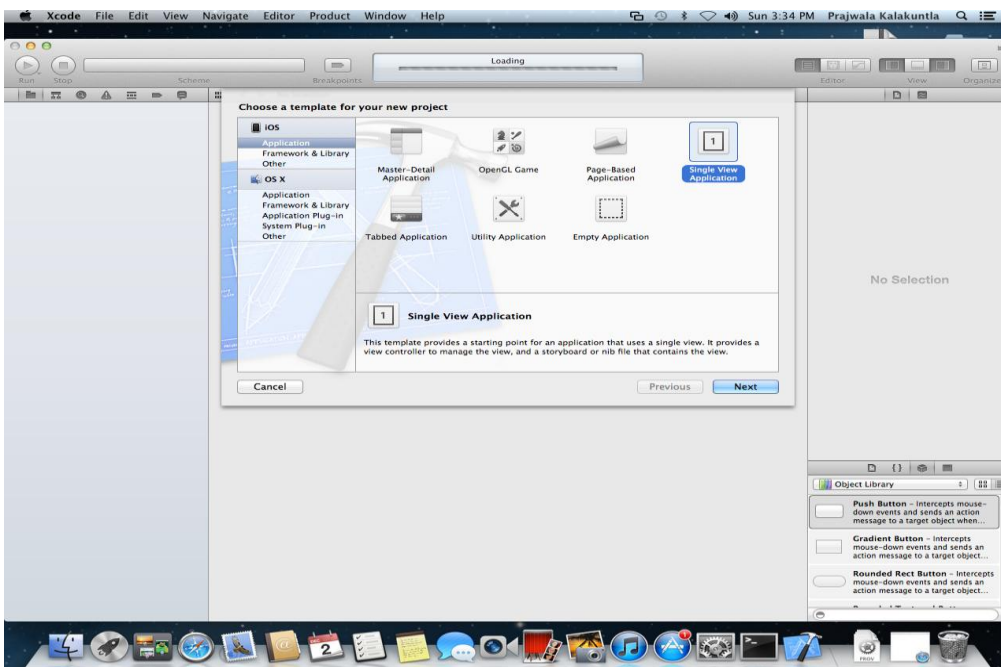 Xcode File Edit View Navigate Editor Product Window Help Sun 3:34 PM Prajwala Kalakuntla
Loading
Run Stop Scheme Breakpoints Editor View Organize
Choose a template for your new project
iOS
Application
Framework & Library
Other
OS X
Application
Framework & Library
Application Plug-in
System Plug-in
Other
Master-Detail
Application
OpenGL Game
Page-Based
Application
1
Single View
Application
Tabbed Application
Utility Application
Empty Application
1
Single View Application
This template provides a starting point for an application that uses a single view. It provides a
view controller to manage the view, and a storyboard or nib file that contains the view.
Cancel
Previous
Next
No Selection
{}
Object Library
Push Button - Intercepts mouse-
down events and sends an action
message to a target object when...
Gradient Button - Intercepts
mouse-down events and sends an
action message to a target object...
Rounded Rect Button - Intercepts
mouse-down events and sends an
action message to a target object...
2
PROV